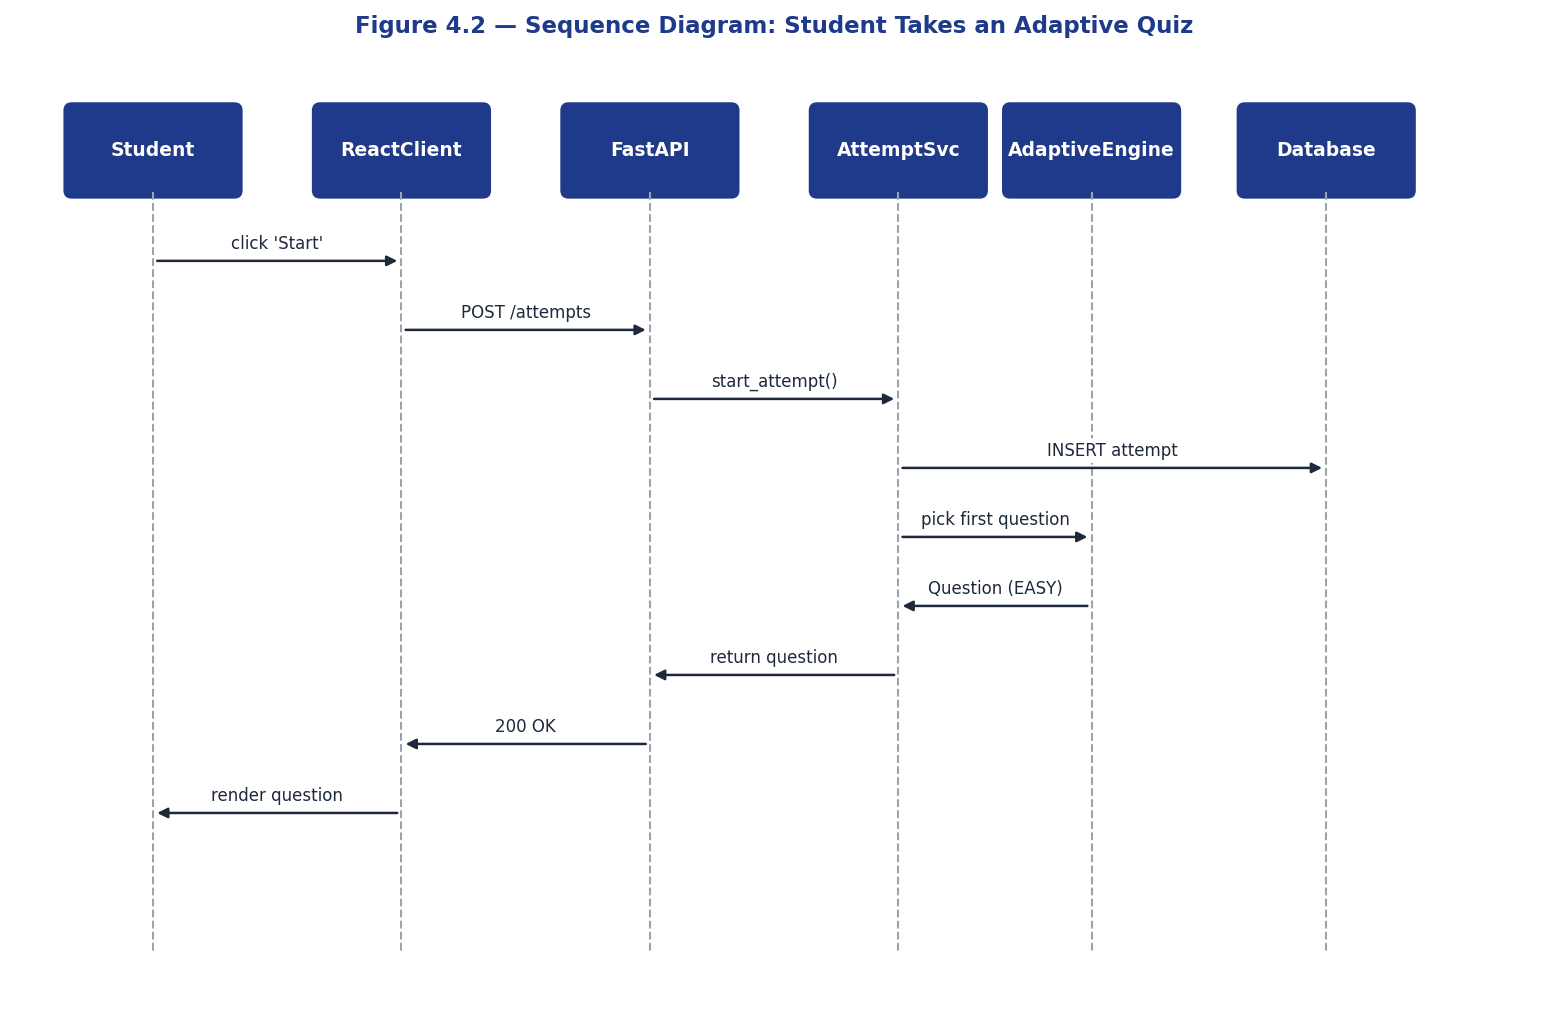 Figure 4.2 — Sequence Diagram: Student Takes an Adaptive Quiz
Student
ReactClient
FastAPI
AttemptSvc
AdaptiveEngine
Database
click 'Start'
POST /attempts
start_attempt()
INSERT attempt
pick first question
Question (EASY)
return question
200 OK
render question